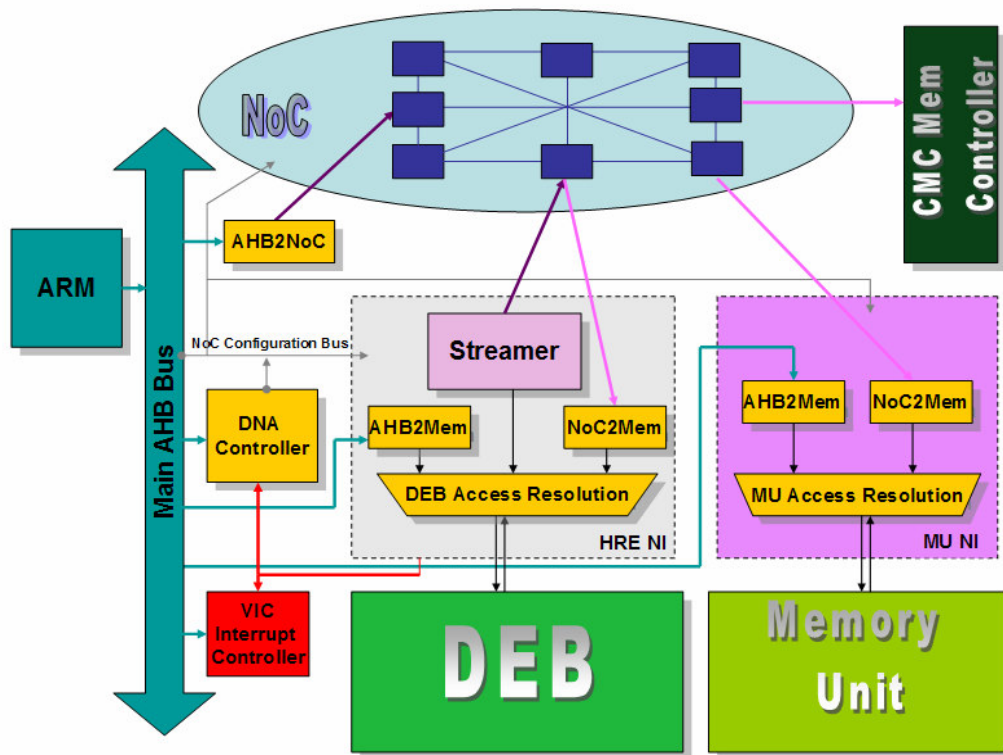 NoC
CMC Mem
Controller
AHB2NoC
ARM
Main AHB Bus
NoC Configuration Bus
Streamer
DNA
Controller
AHB2Mem
NoC2Mem
AHB2Mem
NoC2Mem
DEB Access Resolution
MU Access Resolution
HRE NI
MU NI
VIC
Interrupt
Controller
DEB
Memory
Unit